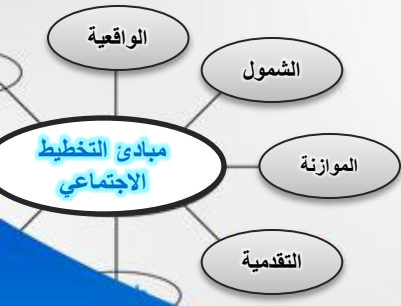 الواقعية
الشمول
مبادئ التخطيط
الاجتماعي
الموازنة
التقدمية